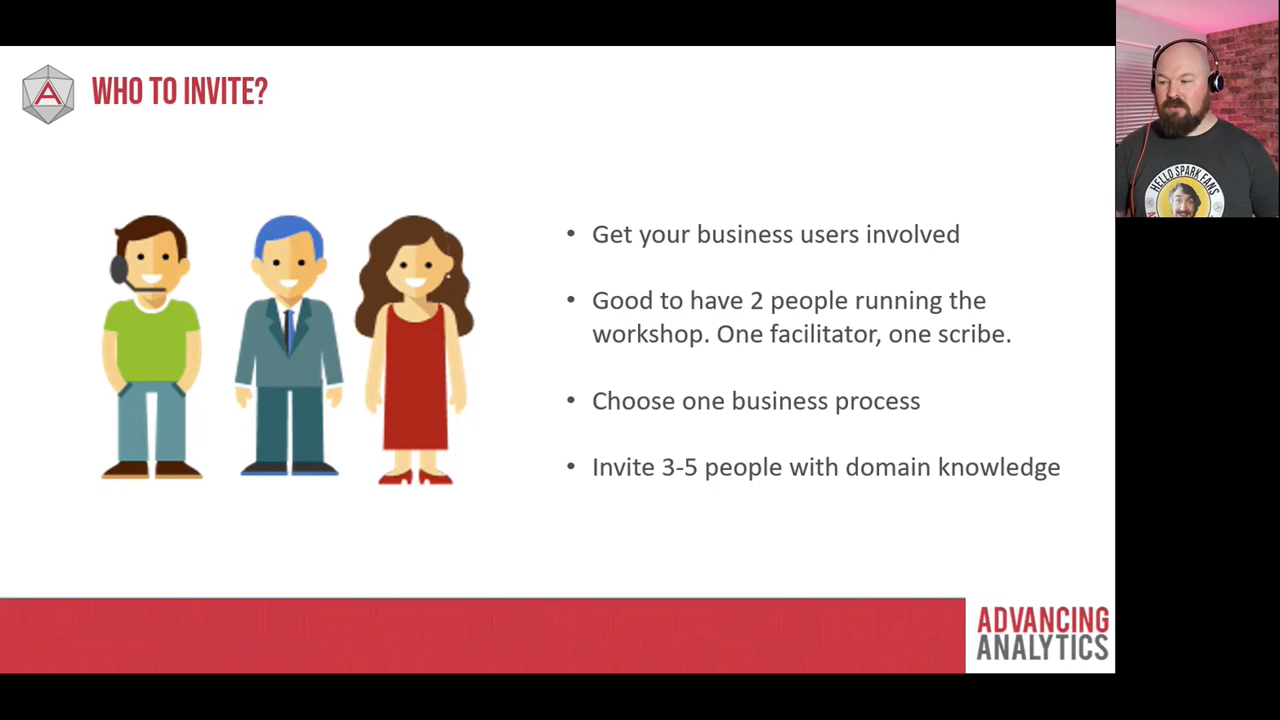 A
WHO TO INVITE?
• Get your business users involved
• Good to have 2 people running the
workshop. One facilitator, one scribe.
• Choose one business process
• Invite 3-5 people with domain knowledge
ADVANCING
ANALYTICS
HELLO SPARK FANS